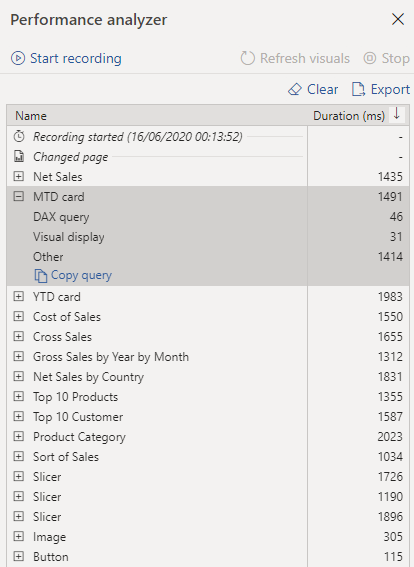 Performance analyzer
Start recording Refresh visuals Stop
Clear Export
Name Duration (ms)
Recording started (16/06/2020 00:13:52) -
Changed page -
Net Sales 1435
MTD card 1491
DAX query 46
Visual display 31
Other 1414
Copy query
YTD card 1983
Cost of Sales 1550
Cross Sales 1655
Gross Sales by Year by Month 1312
Net Sales by Country 1831
Top 10 Products 1355
Top 10 Customer 1587
Product Category 2023
Sort of Sales 1034
Slicer 1726
Slicer 1190
Slicer 1896
Image 305
Button 115